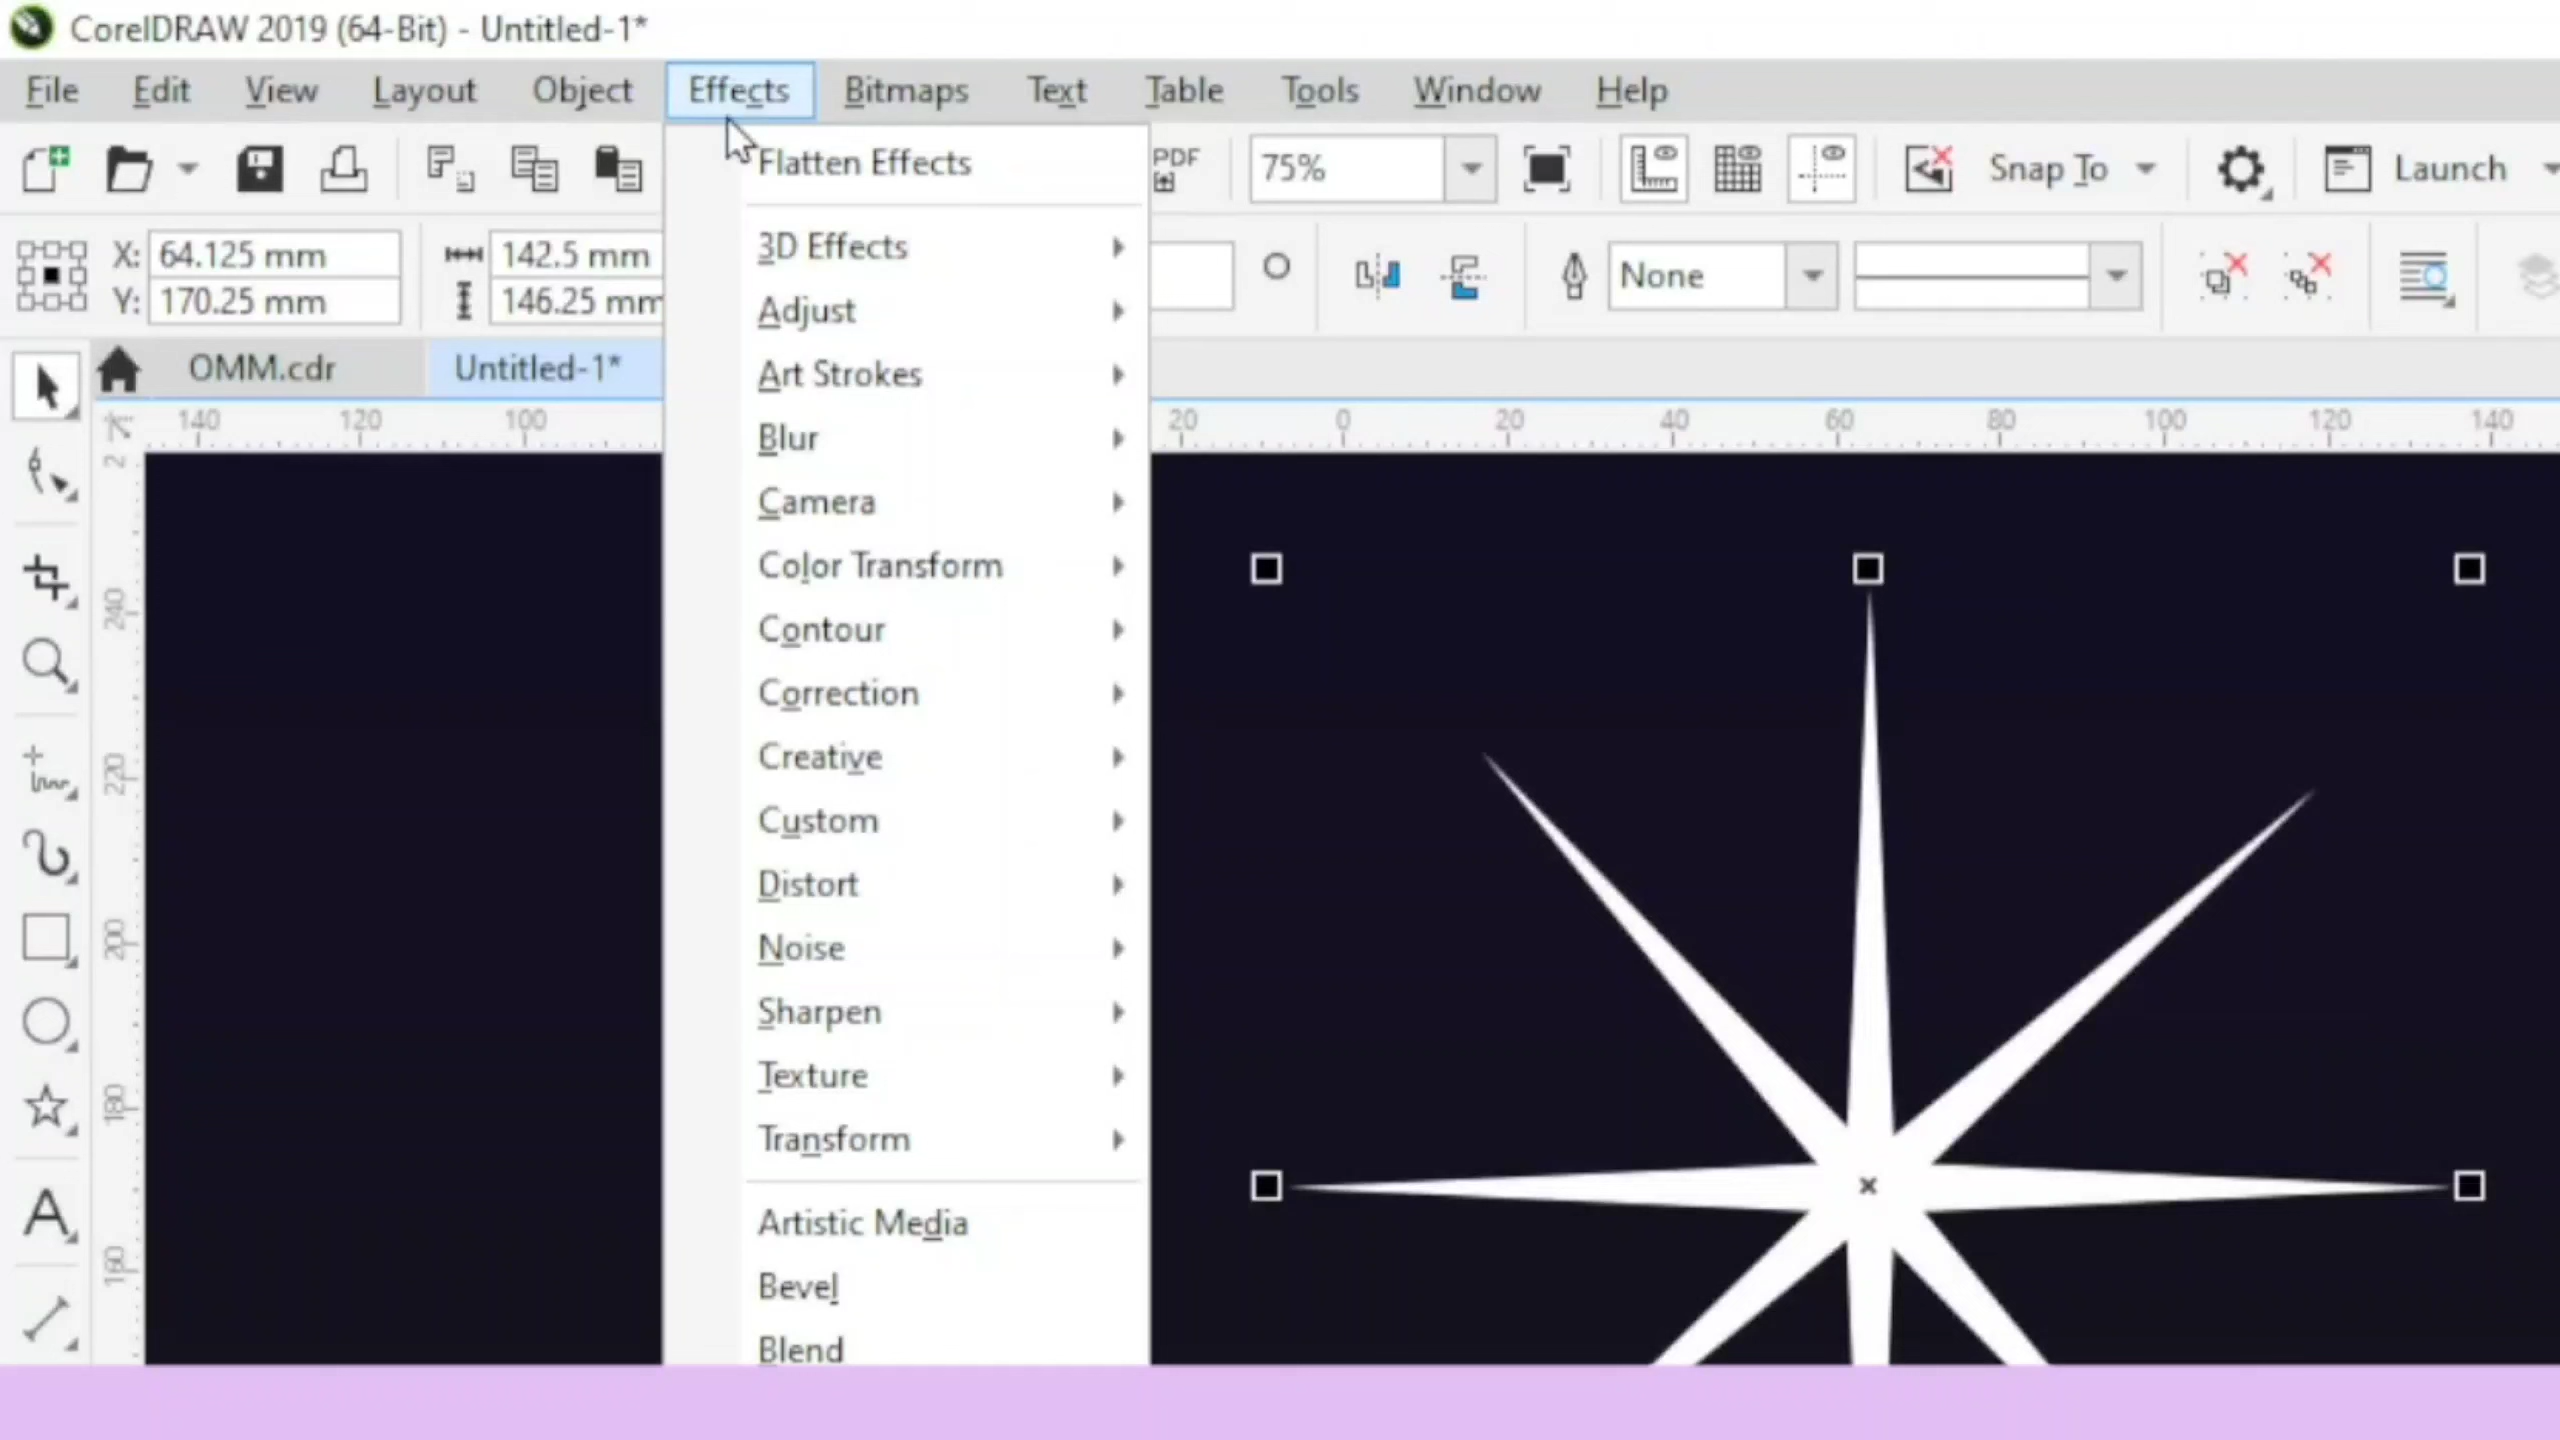 CorelDRAW 2019 (64-Bit) - Untitled-1*
File Edit View Layout Object Effects Bitmaps Text Table Tools Window Help
PDF 75% Snap To Launch
X: 64.125 mm 142.5 mm None
Y: 170.25 mm 146.25 mm
OMM.cdr Untitled-1*
140 120 100 20 0 20 40 60 80 100 120 140
2
240
220
200
180
160
Flatten Effects
3D Effects
Adjust
Art Strokes
Blur
Camera
Color Transform
Contour
Correction
Creative
Custom
Distort
Noise
Sharpen
Texture
Transform
Artistic Media
Bevel
Blend